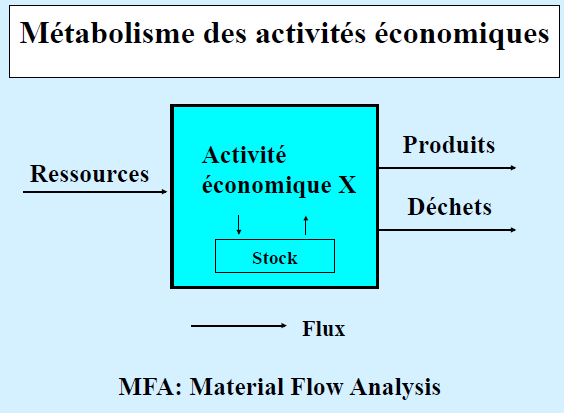 Métabolisme des activités économiques
Ressources
Activité
économique X
Stock
Produits
Déchets
Flux
MFA: Material Flow Analysis